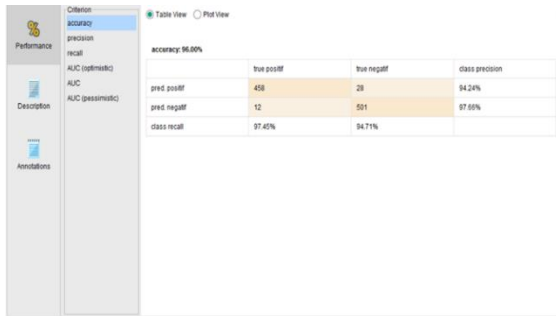 Criterion
accuracy
precision
recall
AUC (optimistic)
AUC
AUC (pessimistic)
Performance
Description
Annotations
Table View Plot View
accuracy: 96.00%
true positif true negatif class precision
pred. positif 458 28 94.24%
pred. negatif 12 501 97.66%
class recall 97.45% 94.71%